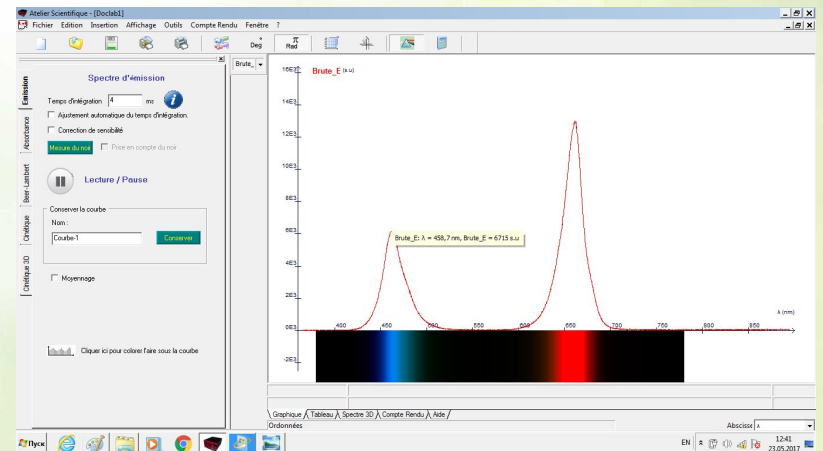 Atelier Scientifique - [Doclab1]
Fichier Edition Insertion Affichage Outils Compte Rendu Fenêtre ?
Deg
π
Rad
Brute_
Spectre d'émission
Temps d'intégration 4 ms
Ajustement automatique du temps d'intégration.
Correction de sensibilité
Mesure du noir Prise en compte du noir
Lecture / Pause
Conserver la courbe
Nom :
Courbe-1 Conserver
Moyennage
Cliquer ici pour colorer l'aire sous la courbe
Emission
Absorbance
Beer-Lambert
Cinétique
Cinétique 3D
Brute_E (s.u)
16E3
14E3
12E3
10E3
8E3
6E3
4E3
2E3
0E3
-2E3
Brute_E: λ = 458,7 nm, Brute_E = 6715 s.u
λ (nm)
400 450 500 550 600 650 700 750 800 850
Graphique Tableau Spectre 3D Compte Rendu Aide
Ordonnées Abscisse λ
Пуск EN 12:41
23.05.2017